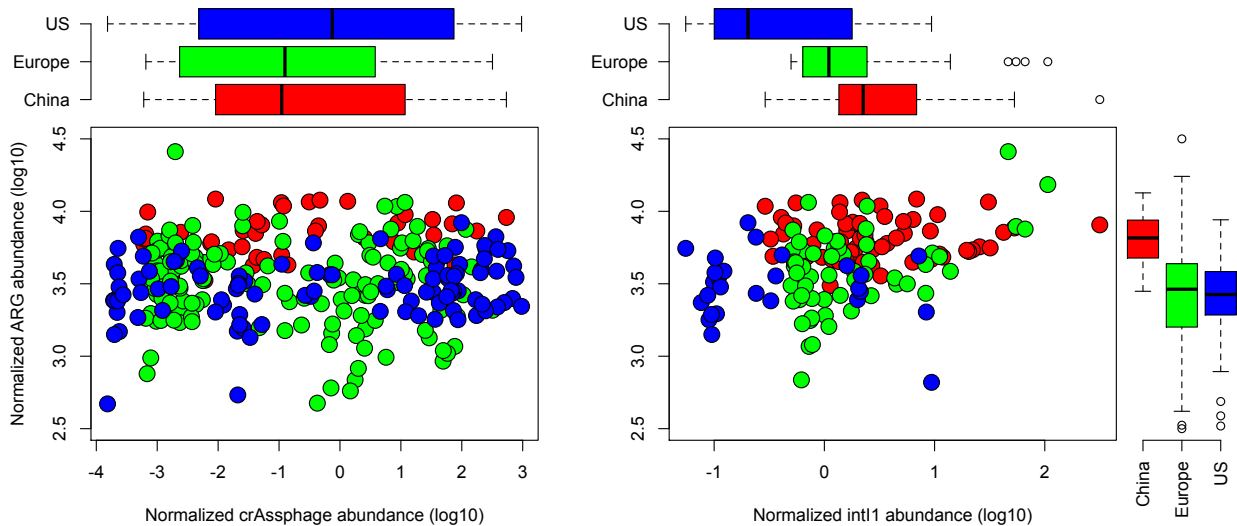 US
Europe
China
US
Europe
China
Normalized ARG abundance (log10)
4.5
4.0
3.5
3.0
2.5
-4 -3 -2 -1 0 1 2 3
Normalized crAssphage abundance (log10)
4.5
4.0
3.5
3.0
2.5
-1 0 1 2
Normalized intI1 abundance (log10)
China
Europe
US